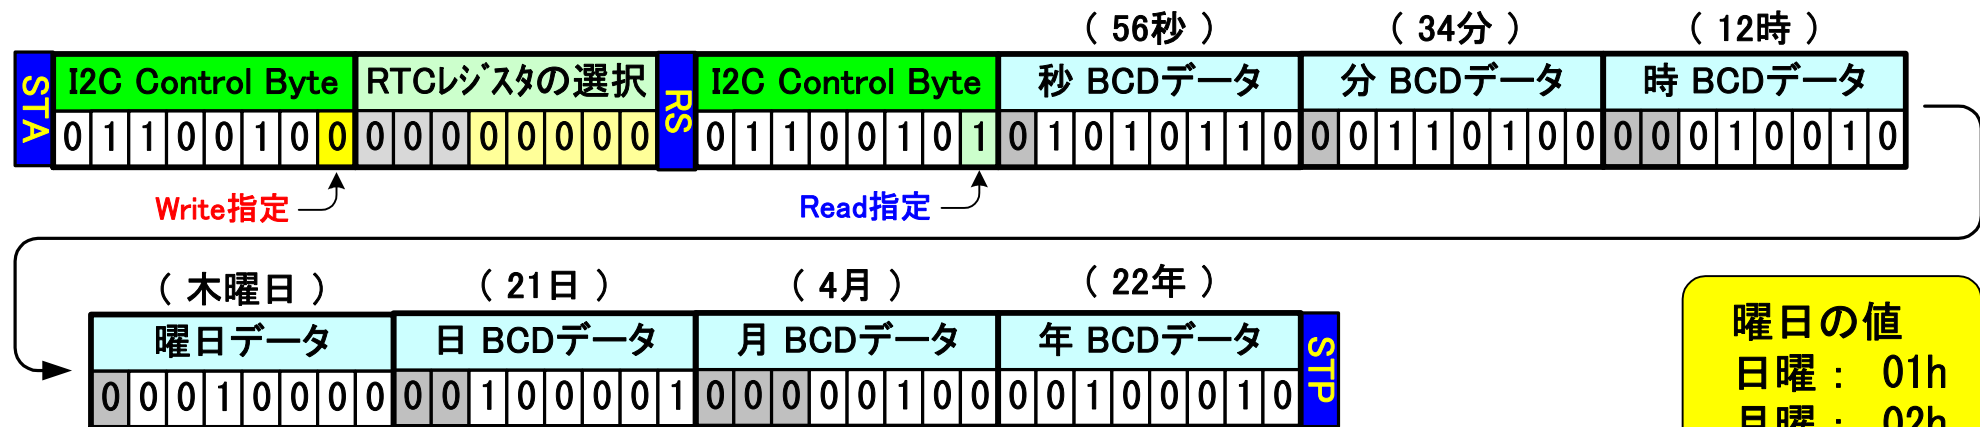 （ 56秒 ） （ 34分 ） （ 12時 ）
STA I2C Control Byte RTCレジスタの選択 RS I2C Control Byte 秒 BCDデータ 分 BCDデータ 時 BCDデータ
0 1 1 0 0 1 0 0 0 0 0 0 0 0 0 0 0 1 1 0 0 1 0 1 0 1 0 1 0 1 1 0 0 0 1 1 0 1 0 0 0 0 0 1 0 0 1 0
Write指定 Read指定
（ 木曜日 ） （ 21日 ） （ 4月 ） （ 22年 ）
曜日データ 日 BCDデータ 月 BCDデータ 年 BCDデータ STP
0 0 0 1 0 0 0 0 0 0 1 0 0 0 0 1 0 0 0 0 0 1 0 0 0 0 1 0 0 0 1 0
曜日の値
日曜： 01h
月曜： 02h